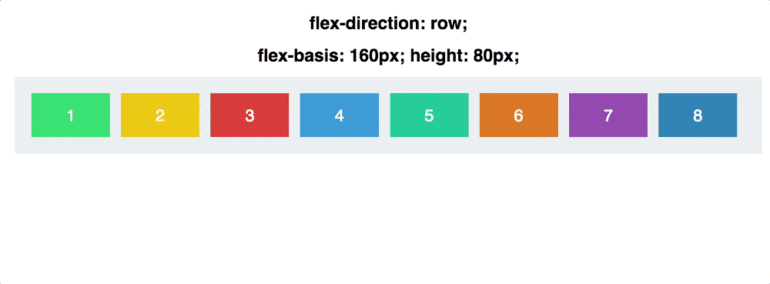 flex-direction: row;
flex-basis: 160px; height: 80px;
1 2 3 4 5 6 7 8